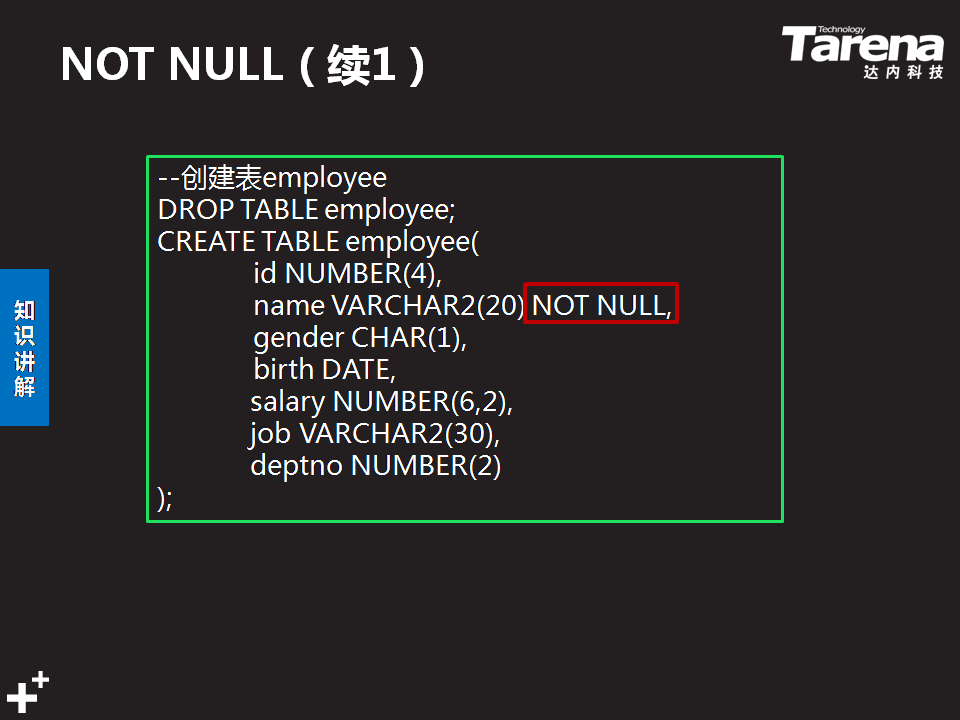 NOT NULL（续1）
Technology
Tarena
达内科技
--创建表employee
DROP TABLE employee;
CREATE TABLE employee(
id NUMBER(4),
name VARCHAR2(20) NOT NULL,
gender CHAR(1),
birth DATE,
salary NUMBER(6,2),
job VARCHAR2(30),
deptno NUMBER(2)
);
知识讲解